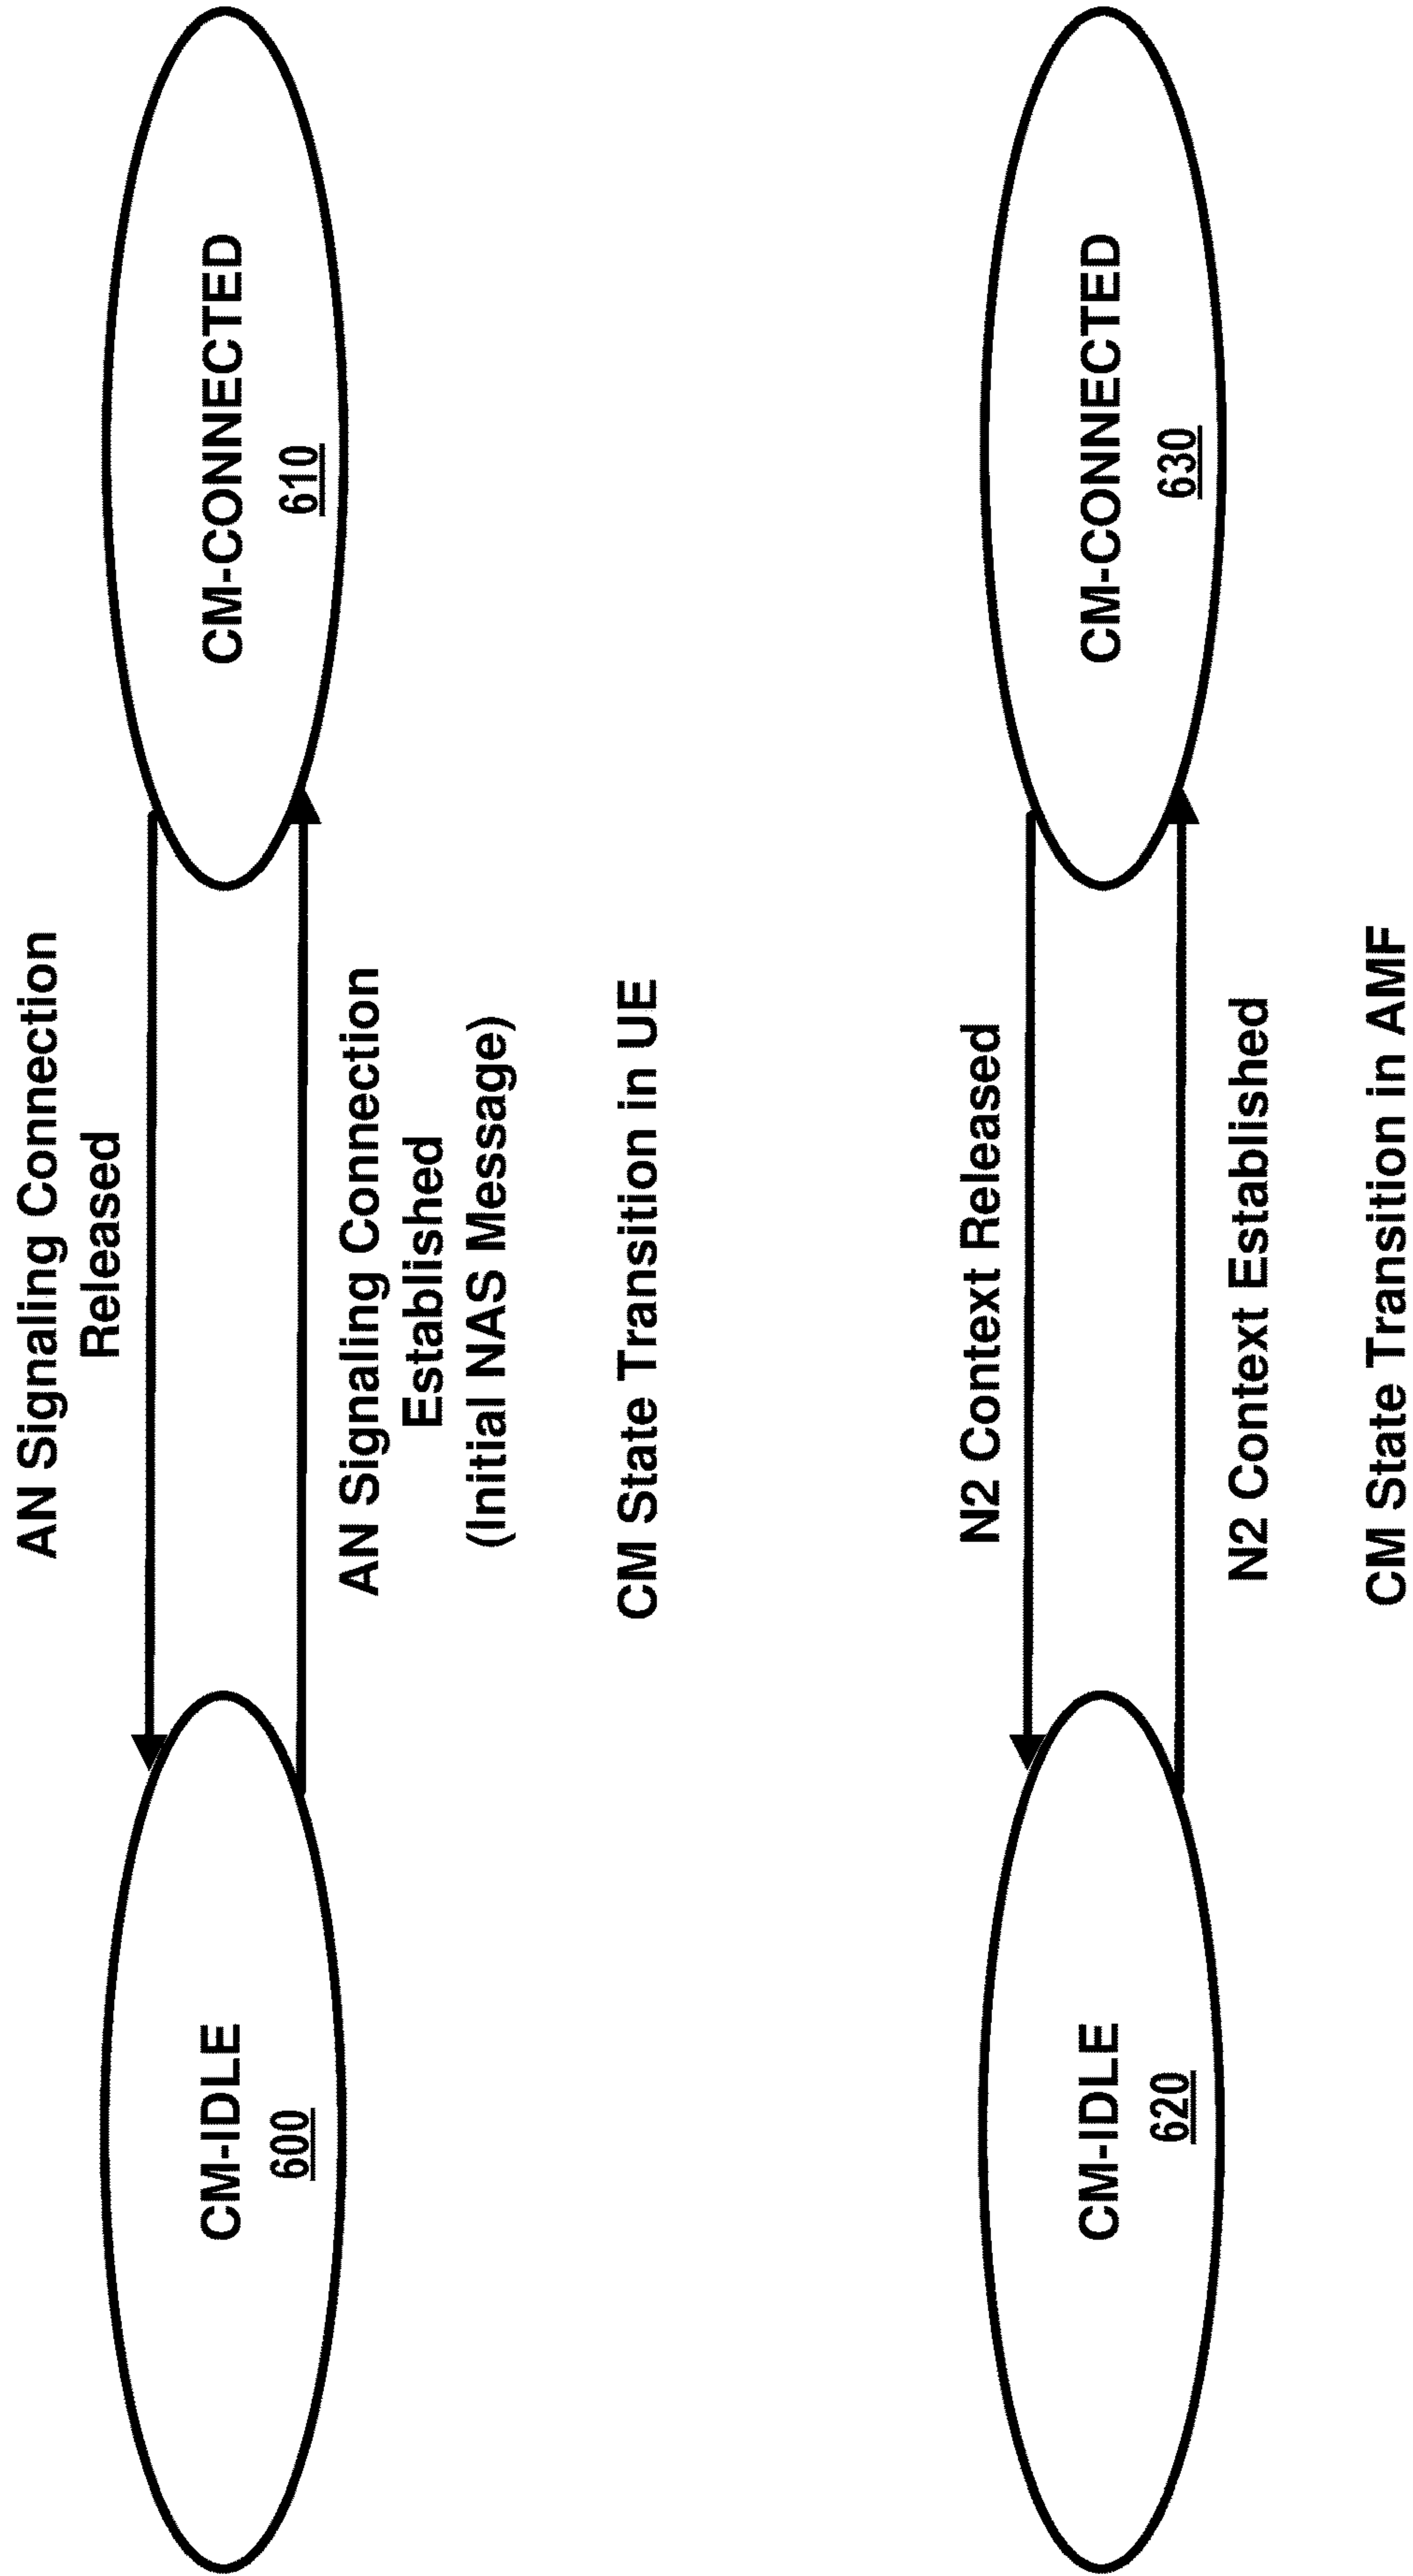 AN Signaling Connection
Released
CM-IDLE
600
CM-CONNECTED
610
AN Signaling Connection
Established
(Initial NAS Message)
CM State Transition in UE
N2 Context Released
CM-IDLE
620
CM-CONNECTED
630
N2 Context Established
CM State Transition in AMF